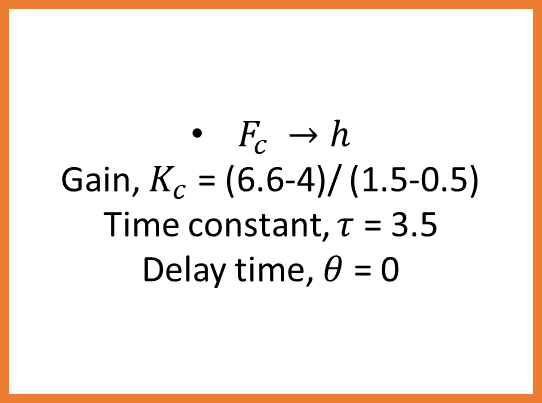 • F_c → h
Gain, K_c = (6.6-4)/ (1.5-0.5)
Time constant, τ = 3.5
Delay time, θ = 0